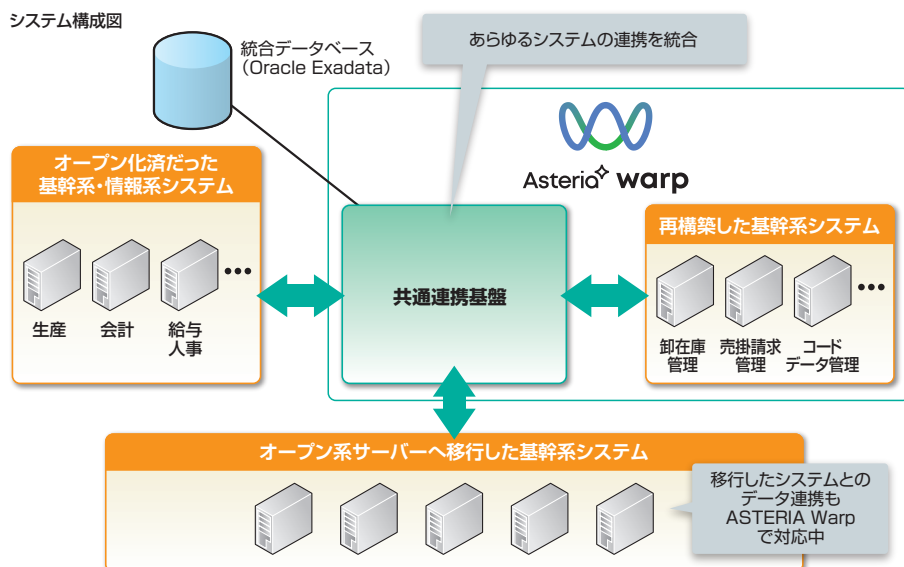 システム構成図
統合データベース
（Oracle Exadata）
あらゆるシステムの連携を統合
Asteria warp
オープン化済だった
基幹系・情報系システム
生産
会計
給与
人事
•••
共通連携基盤
再構築した基幹系システム
卸在庫
管理
売掛請求
管理
コード
データ管理
•••
オープン系サーバーへ移行した基幹系システム
移行したシステムとの
データ連携も
ASTERIA Warp
で対応中